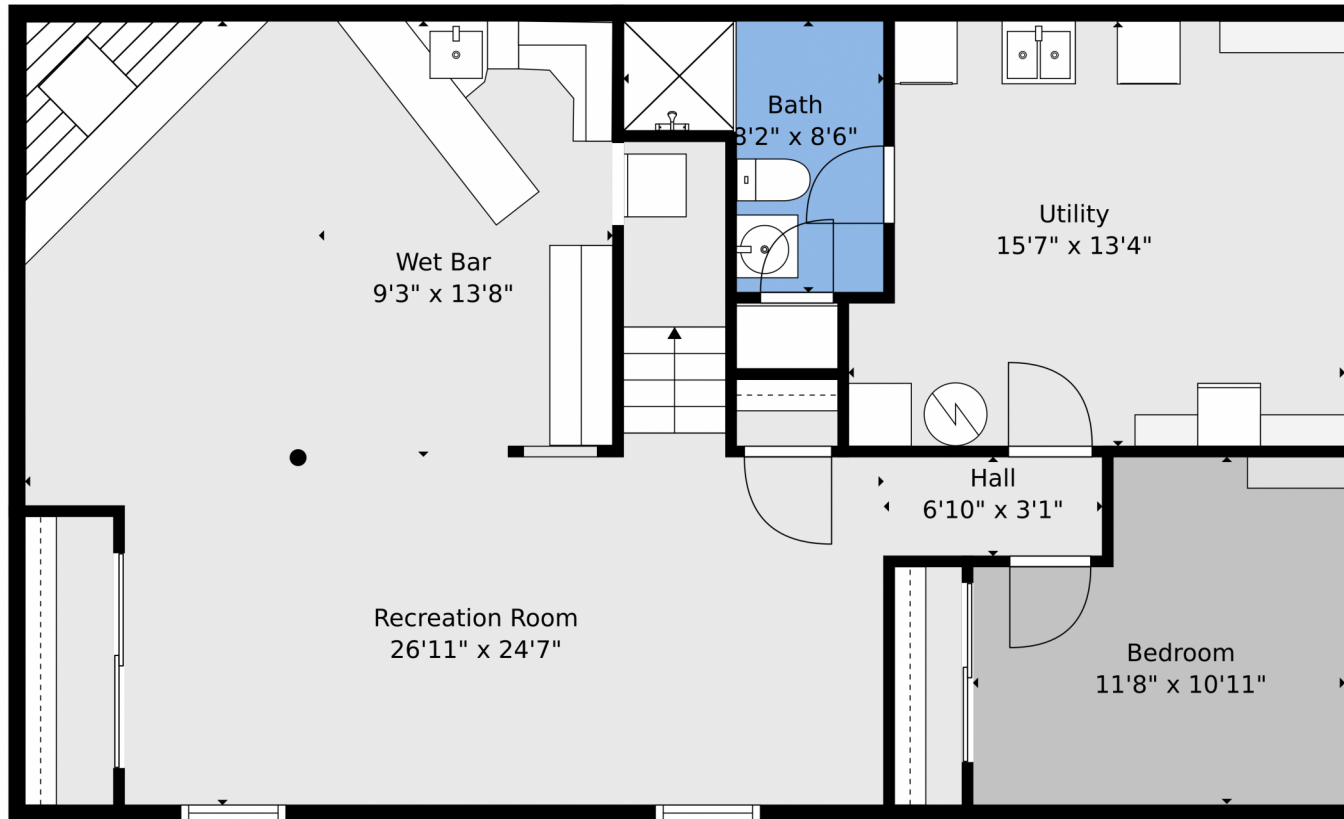 Bath
8'2" x 8'6"
Utility
15'7" x 13'4"
Wet Bar
9'3" x 13'8"
Hall
6'10" x 3'1"
Recreation Room
26'11" x 24'7"
Bedroom
11'8" x 10'11"